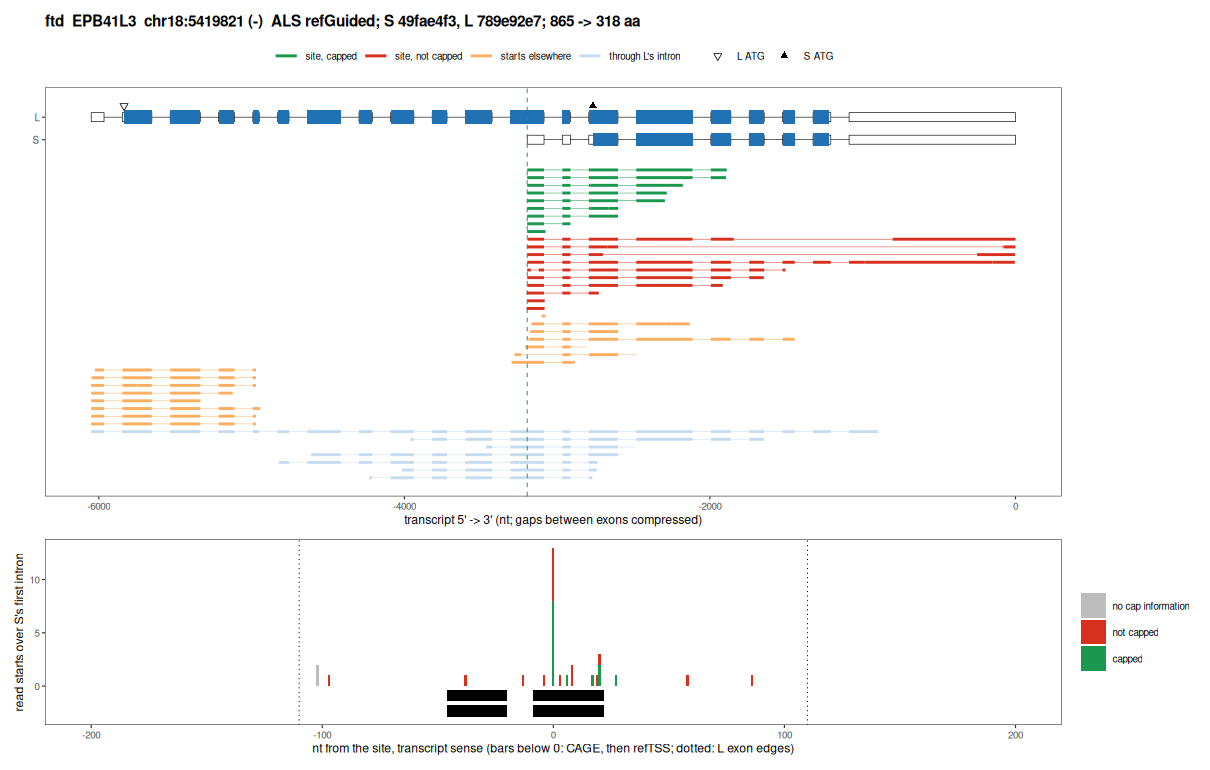 ftd EPB41L3 chr18:5419821 (-) ALS refGuided; S 49fae4f3, L 789e92e7; 865 -> 318 aa
site, capped site, not capped starts elsewhere through L's intron L ATG S ATG
L
S
-6000 -4000 -2000 0
transcript 5' -> 3' (nt; gaps between exons compressed)
read starts over S's first intron
10
5
0
no cap information
not capped
capped
-200 -100 0 100 200
nt from the site, transcript sense (bars below 0: CAGE, then refTSS; dotted: L exon edges)